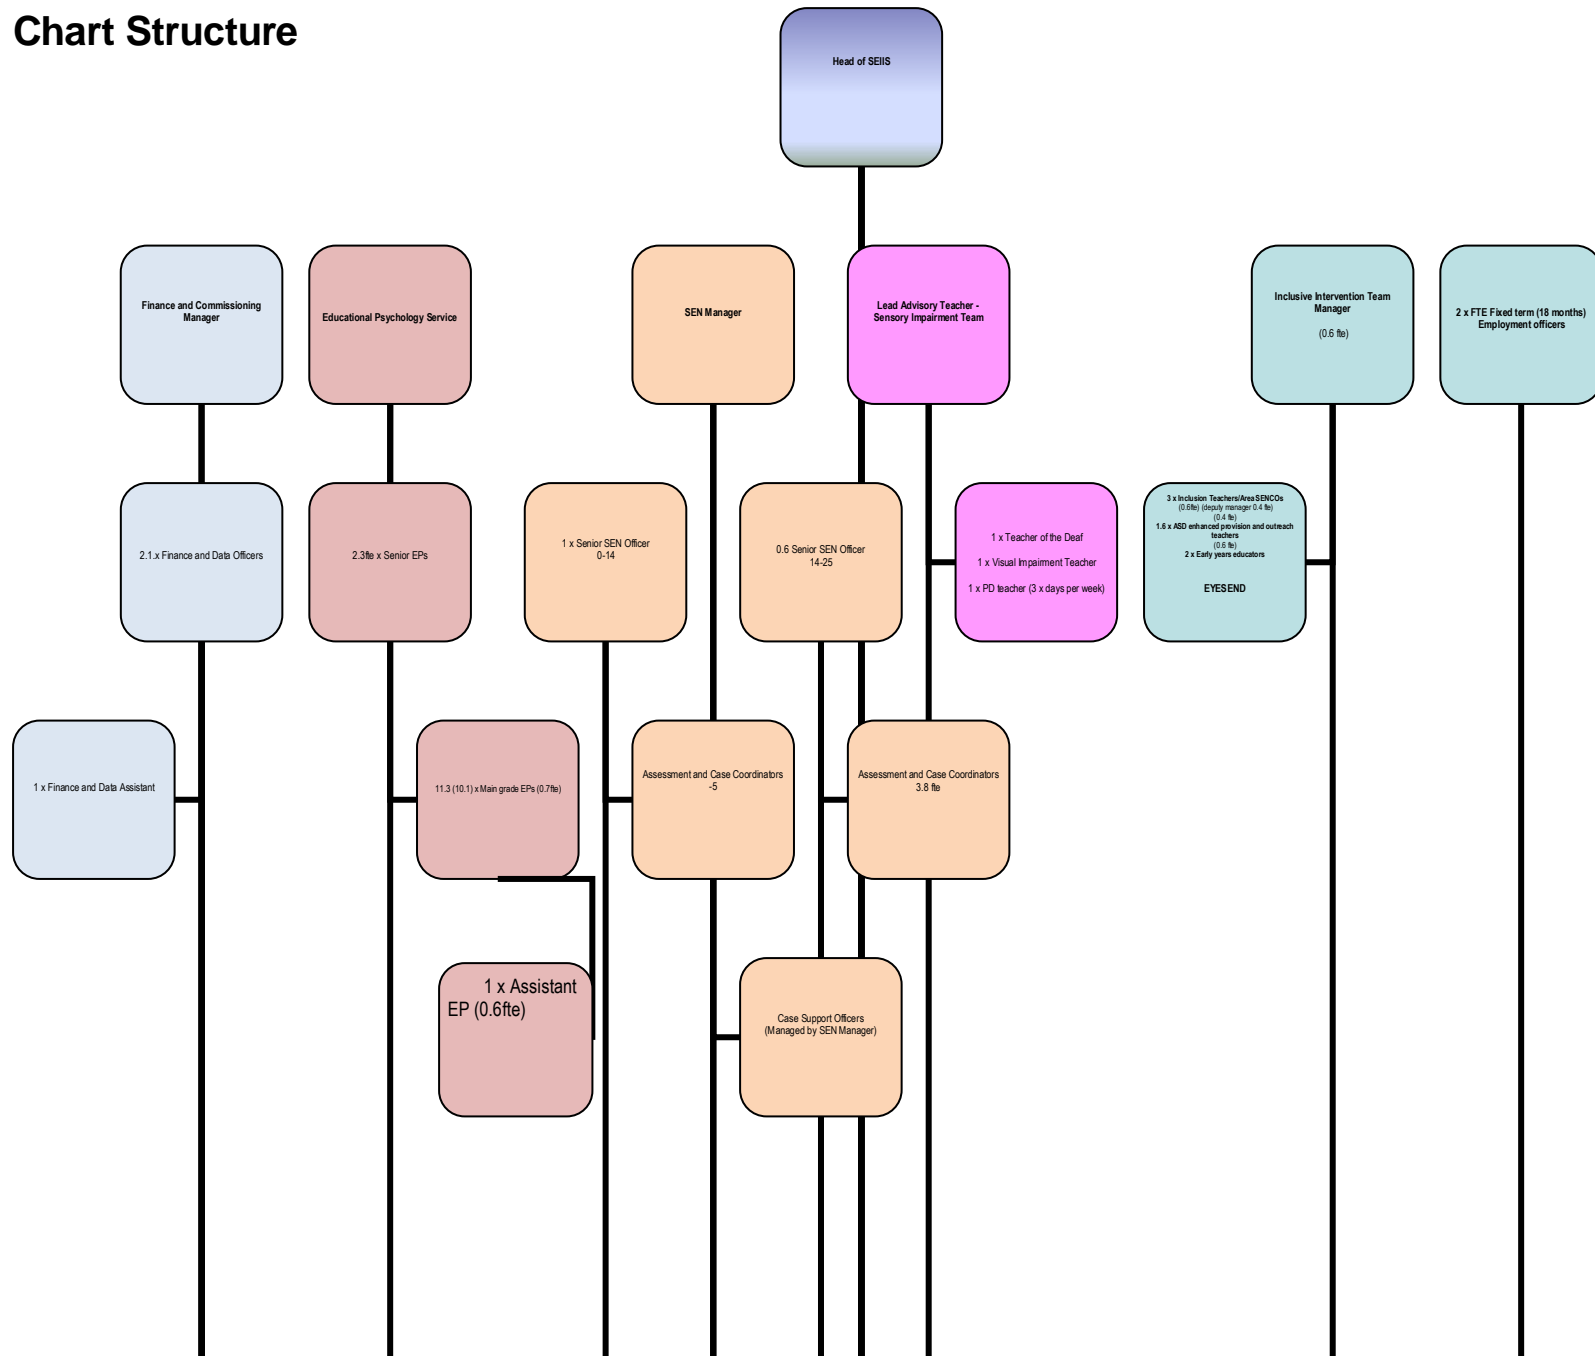 Chart Structure
Head of SEIIS
Finance and Commissioning
Manager
Educational Psychology Service
SEN Manager
Lead Advisory Teacher -
Sensory Impairment Team
Inclusive Intervention Team
Manager
(0.6 fte)
2 x FTE Fixed term (18 months)
Employment officers
2.1.x Finance and Data Officers
2.3fte x Senior EPs
1 x Senior SEN Officer
0-14
0.6 Senior SEN Officer
14-25
1 x Teacher of the Deaf
1 x Visual Impairment Teacher
1 x PD teacher (3 x days per week)
3 x Inclusion Teachers/Area SENCOs
(0.6fte) (deputy manager 0.4 fte)
(0.4 fte)
1.6 x ASD enhanced provision and outreach
teachers
(0.6 fte)
2 x Early years educators
EYESEND
1 x Finance and Data Assistant
11.3 (10.1) x Main grade EPs (0.7fte)
Assessment and Case Coordinators
-5
Assessment and Case Coordinators
3.8 fte
1 x Assistant
EP (0.6fte)
Case Support Officers
(Managed by SEN Manager)